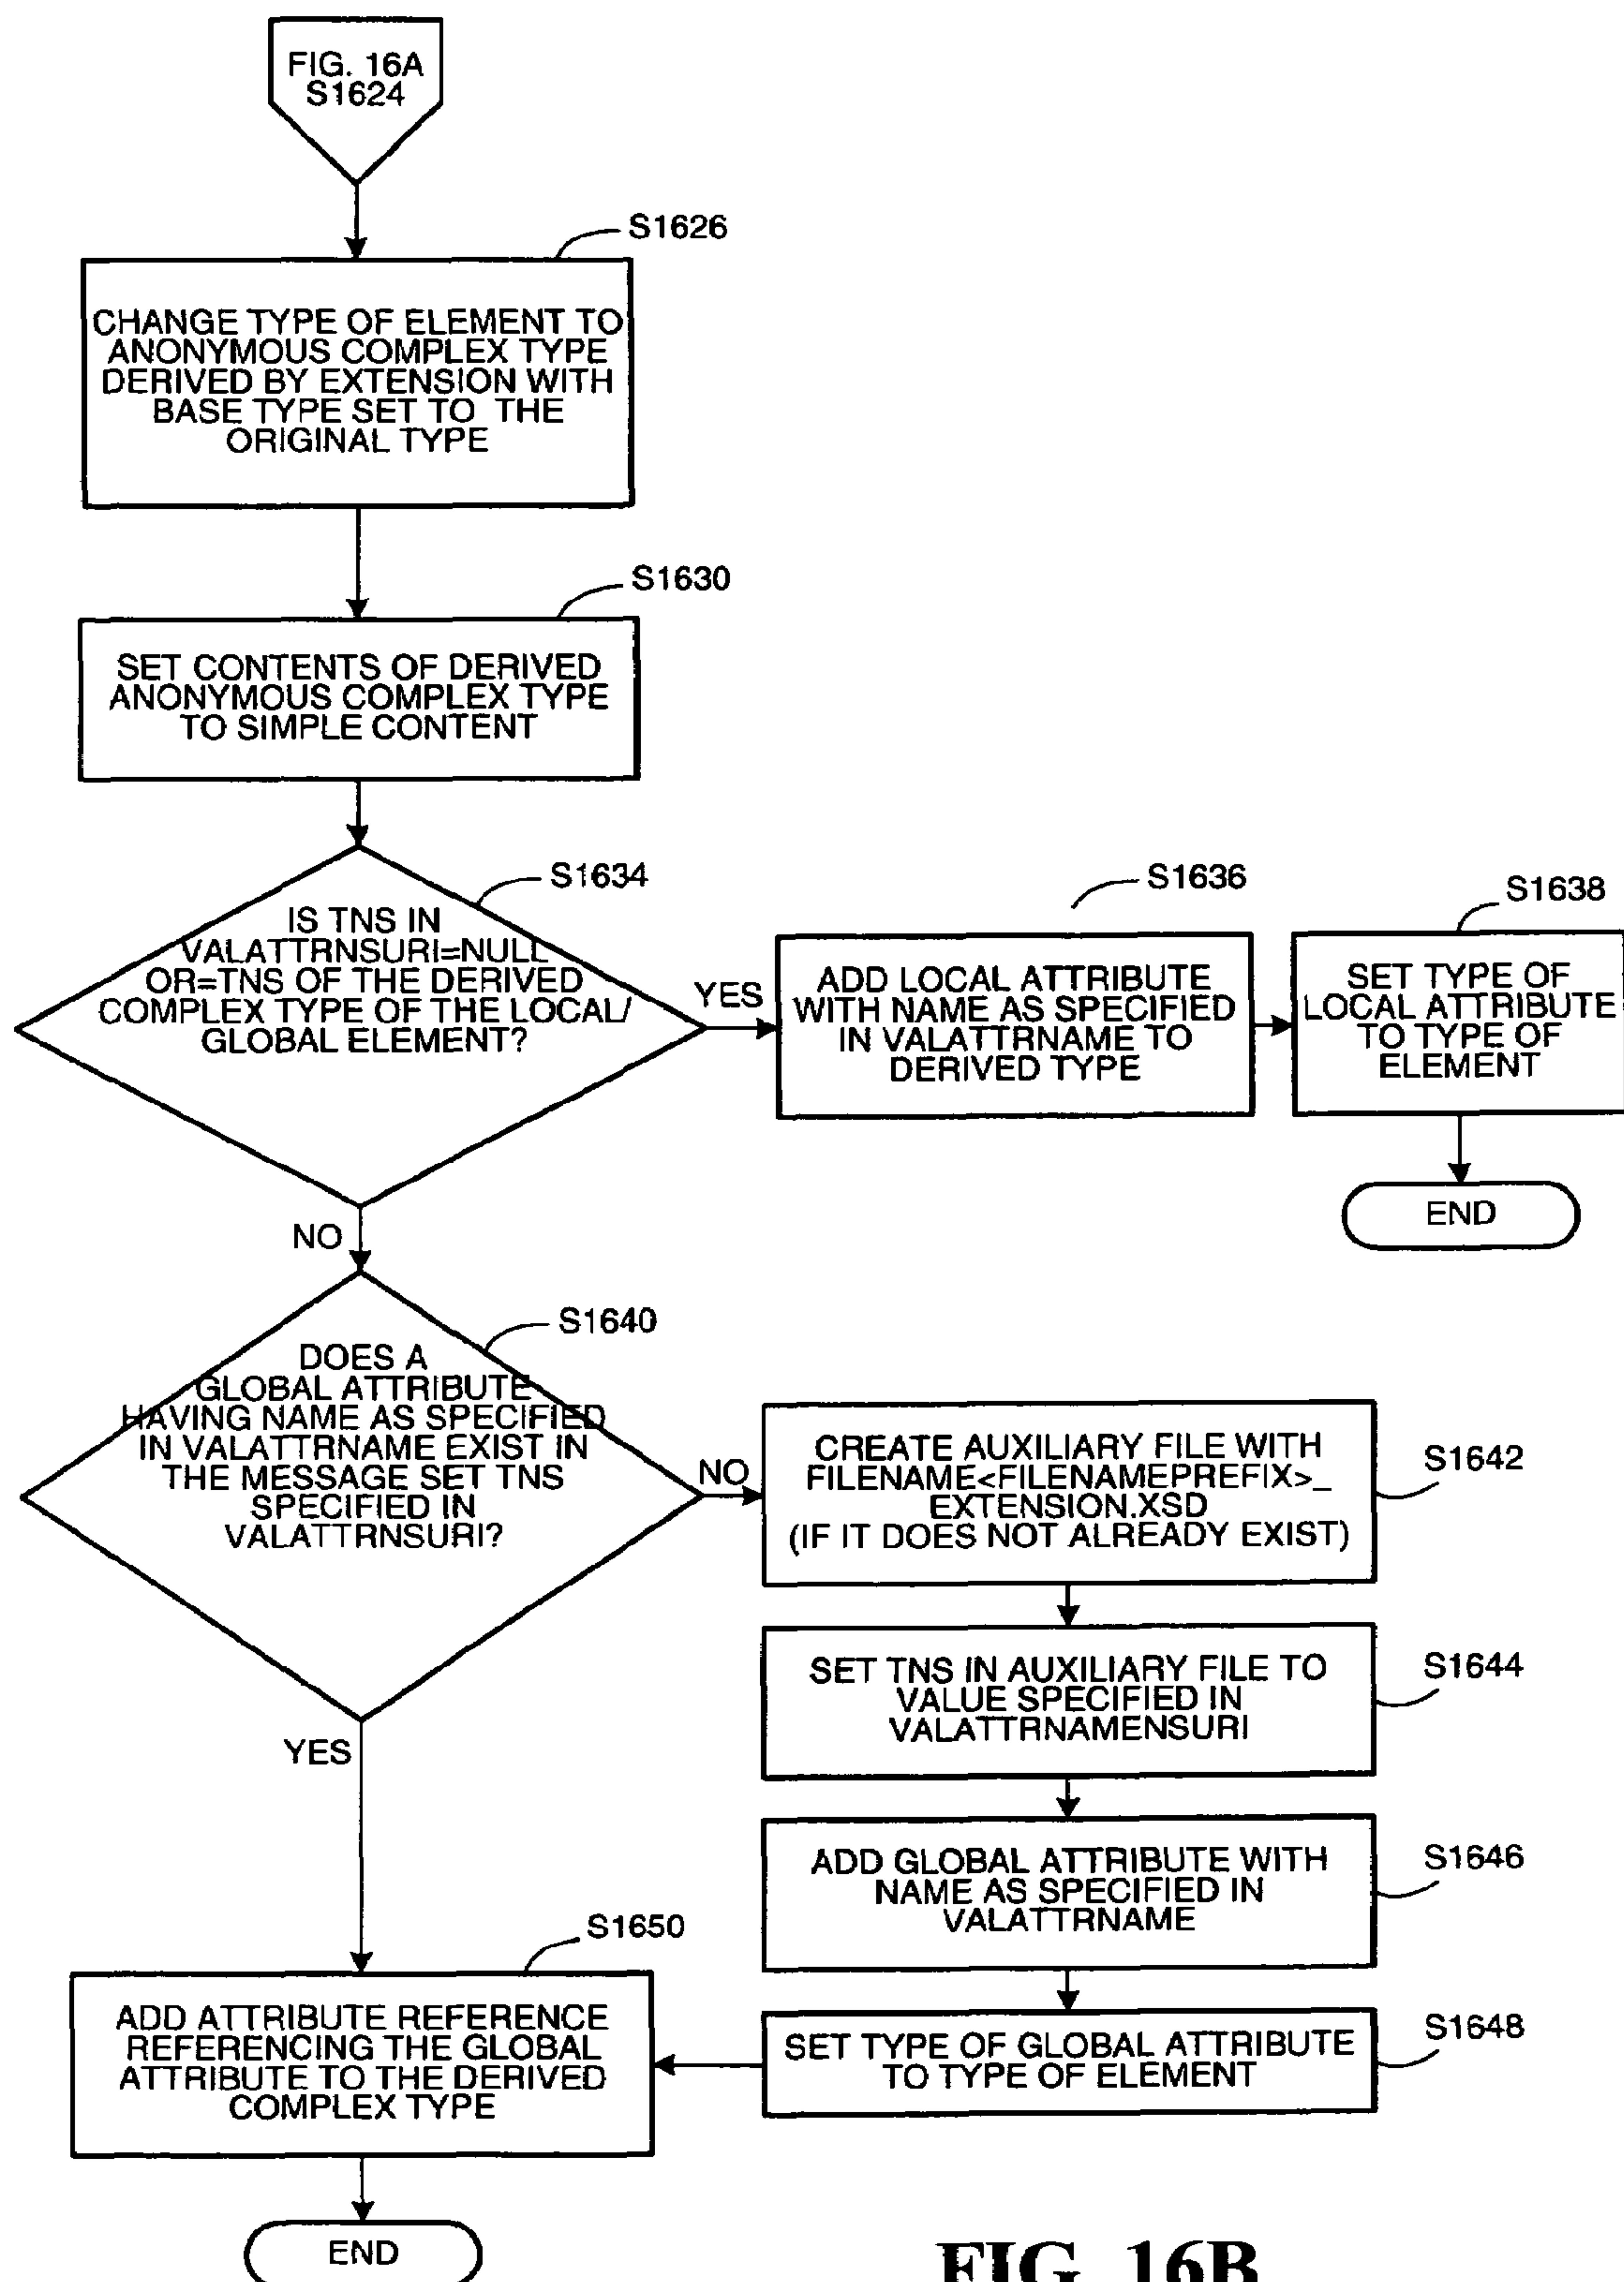 FIG. 16A
S1624
S1626
CHANGE TYPE OF ELEMENT TO
ANONYMOUS COMPLEX TYPE
DERIVED BY EXTENSION WITH
BASE TYPE SET TO THE
ORIGINAL TYPE
S1630
SET CONTENTS OF DERIVED
ANONYMOUS COMPLEX TYPE
TO SIMPLE CONTENT
S1634
IS TNS IN
VALATTRNSURI=NULL
OR=TNS OF THE DERIVED
COMPLEX TYPE OF THE LOCAL/
GLOBAL ELEMENT?
YES
S1636
ADD LOCAL ATTRIBUTE
WITH NAME AS SPECIFIED
IN VALATTRNAME TO
DERIVED TYPE
S1638
SET TYPE OF
LOCAL ATTRIBUTE
TO TYPE OF
ELEMENT
END
NO
S1640
DOES A
GLOBAL ATTRIBUTE
HAVING NAME AS SPECIFIED
IN VALATTRNAME EXIST IN
THE MESSAGE SET TNS
SPECIFIED IN
VALATTRNSURI?
NO
CREATE AUXILIARY FILE WITH
FILENAME<FILENAMEPREFIX>_
EXTENSION.XSD
(IF IT DOES NOT ALREADY EXIST)
S1642
SET TNS IN AUXILIARY FILE TO
VALUE SPECIFIED IN
VALATTRNAMENSURI
S1644
ADD GLOBAL ATTRIBUTE WITH
NAME AS SPECIFIED IN
VALATTRNAME
S1646
SET TYPE OF GLOBAL ATTRIBUTE
TO TYPE OF ELEMENT
S1648
YES
S1650
ADD ATTRIBUTE REFERENCE
REFERENCING THE GLOBAL
ATTRIBUTE TO THE DERIVED
COMPLEX TYPE
END
FIG. 16B